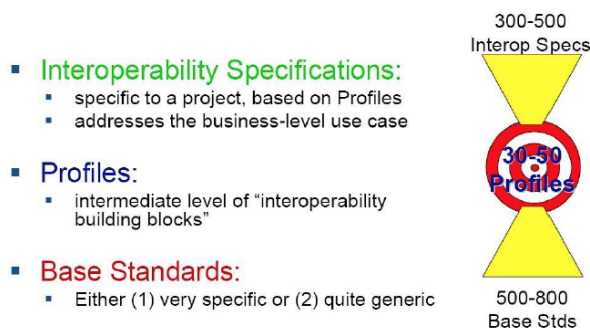 Interoperability Specifications:
specific to a project, based on Profiles
addresses the business-level use case
Profiles:
intermediate level of “interoperability
building blocks”
Base Standards:
Either (1) very specific or (2) quite generic
300-500
Interop Specs
30-50
Profiles
500-800
Base Stds